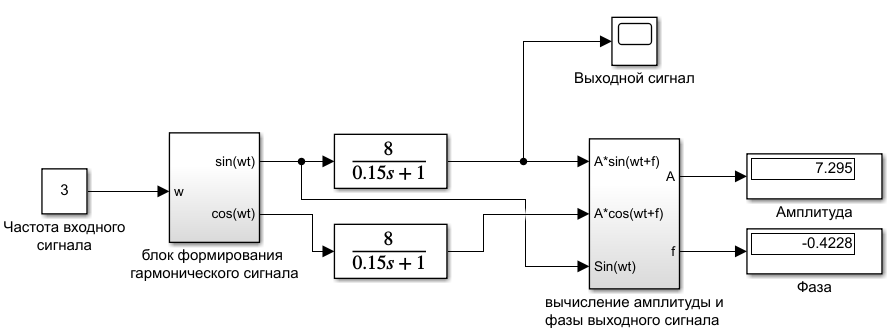 Выходной сигнал
3
Частота входного
сигнала
w
sin(wt)
cos(wt)
блок формирования
гармонического сигнала
8
0.15s + 1
8
0.15s + 1
A*sin(wt+f)
A*cos(wt+f)
Sin(wt)
A
f
вычисление амплитуды и
фазы выходного сигнала
7.295
Амплитуда
-0.4228
Фаза